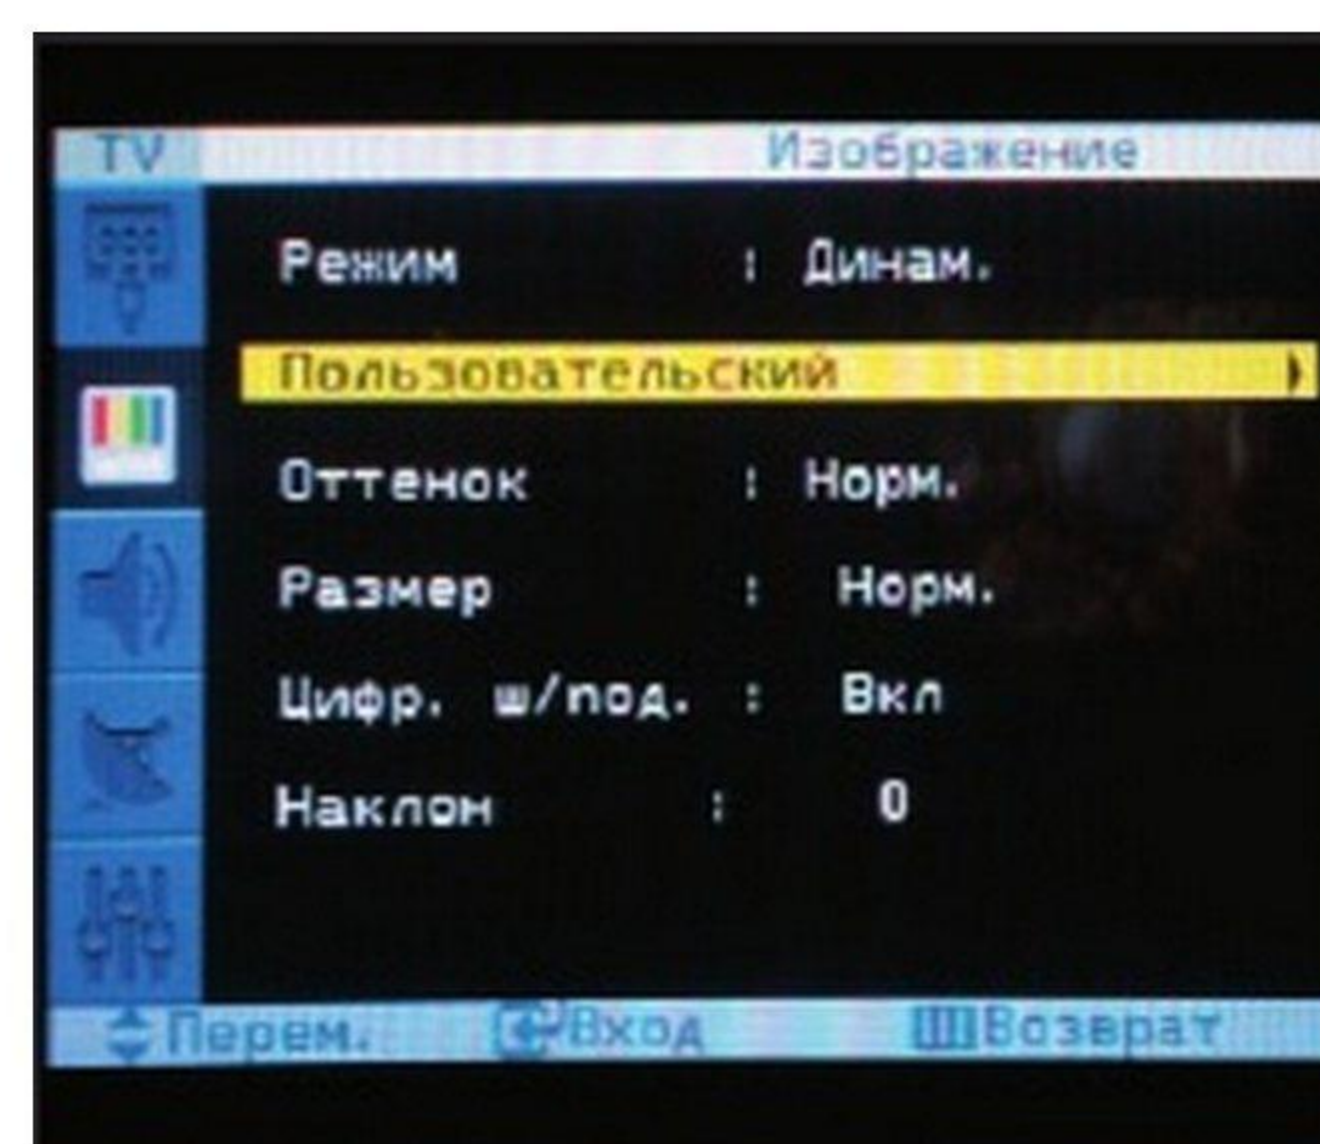 TV Изображение
Режим : Динам.
Пользовательский
Оттенок : Норм.
Размер : Норм.
Цифр. ш/под. : Вкл
Наклон : 0
Перем. Вход Возврат